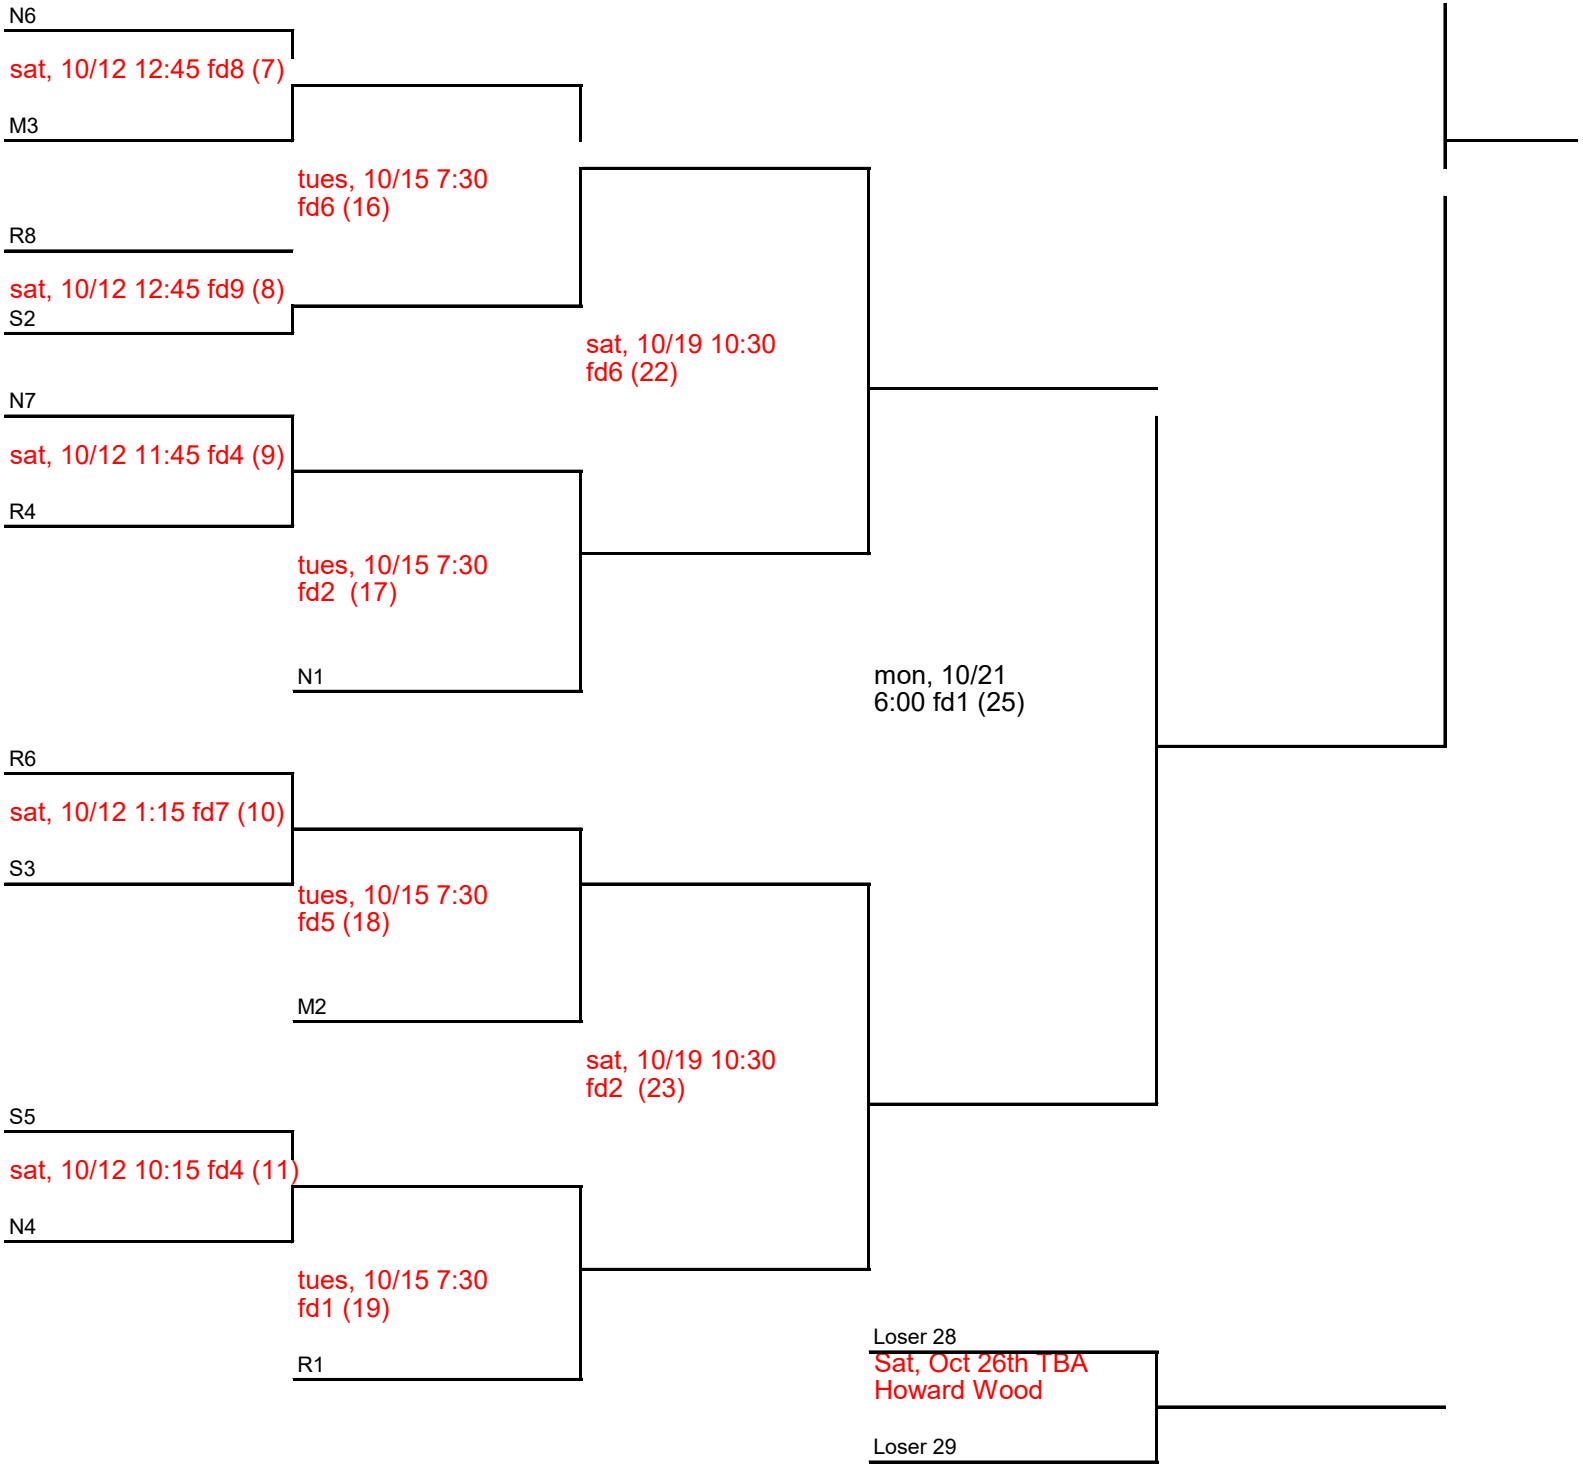 N6
sat, 10/12 12:45 fd8 (7)
M3
tues, 10/15 7:30
fd6 (16)
R8
sat, 10/12 12:45 fd9 (8)
S2
sat, 10/19 10:30
fd6 (22)
N7
sat, 10/12 11:45 fd4 (9)
R4
tues, 10/15 7:30
fd2  (17)
N1
mon, 10/21
6:00 fd1 (25)
R6
sat, 10/12 1:15 fd7 (10)
S3
tues, 10/15 7:30
fd5 (18)
M2
sat, 10/19 10:30
fd2  (23)
S5
sat, 10/12 10:15 fd4 (11)
N4
tues, 10/15 7:30
fd1 (19)
R1
Loser 28
Sat, Oct 26th TBA
Howard Wood
Loser 29